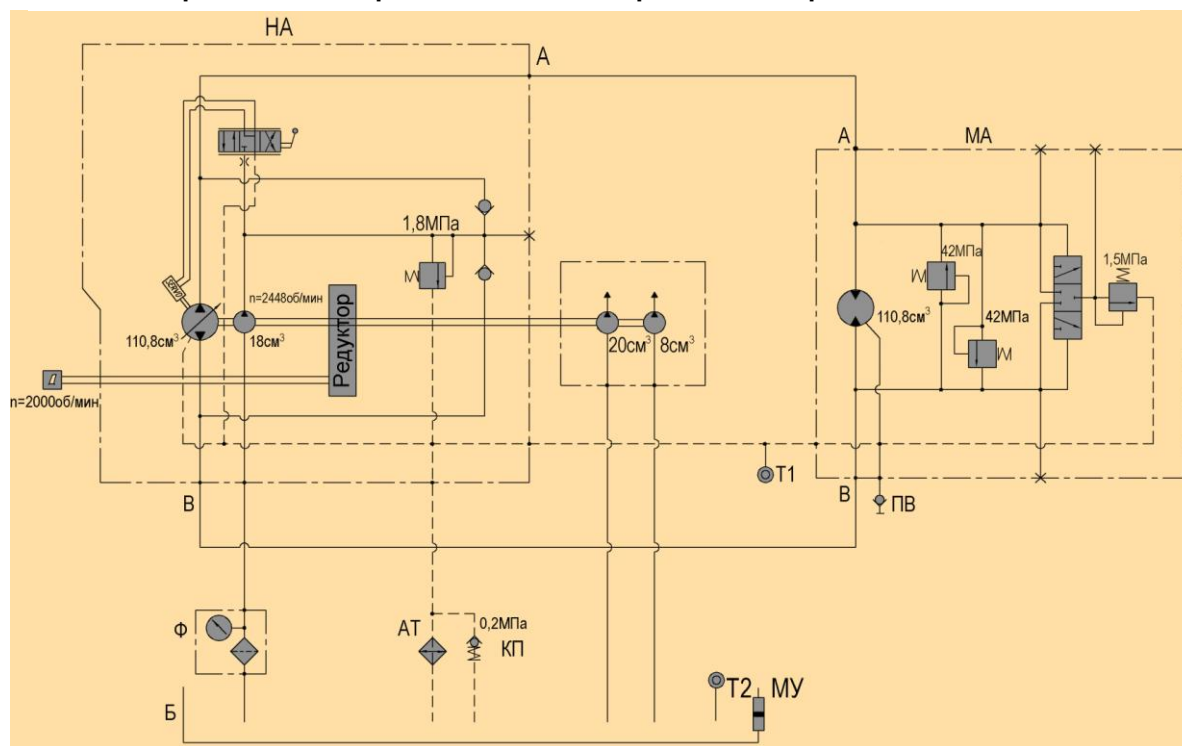 НА
А
А
МА
1,8МПа
42МПа
1,5МПа
n=2448об/мин
110,8см³
42МПа
110,8см³
18см³
Редуктор
20см³
8см³
n=2000об/мин
Т1
В
В
ПВ
Ф
АТ
0,2МПа
КП
Т2
МУ
Б